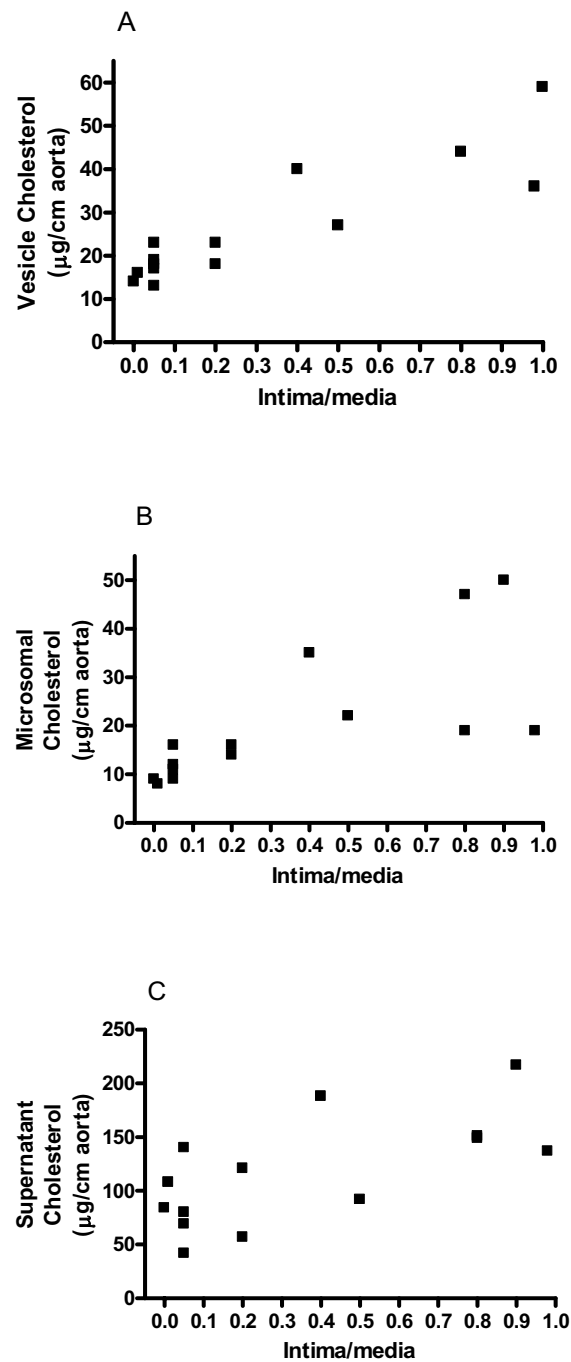 A
Vesicle Cholesterol
(μg/cm aorta)
60
50
40
30
20
10
0
0.0 0.1 0.2 0.3 0.4 0.5 0.6 0.7 0.8 0.9 1.0
Intima/media
B
Microsomal
Cholesterol
(μg/cm aorta)
50
40
30
20
10
0
0.0 0.1 0.2 0.3 0.4 0.5 0.6 0.7 0.8 0.9 1.0
Intima/media
C
Supernatant
Cholesterol
(μg/cm aorta)
250
200
150
100
50
0
0.0 0.1 0.2 0.3 0.4 0.5 0.6 0.7 0.8 0.9 1.0
Intima/media